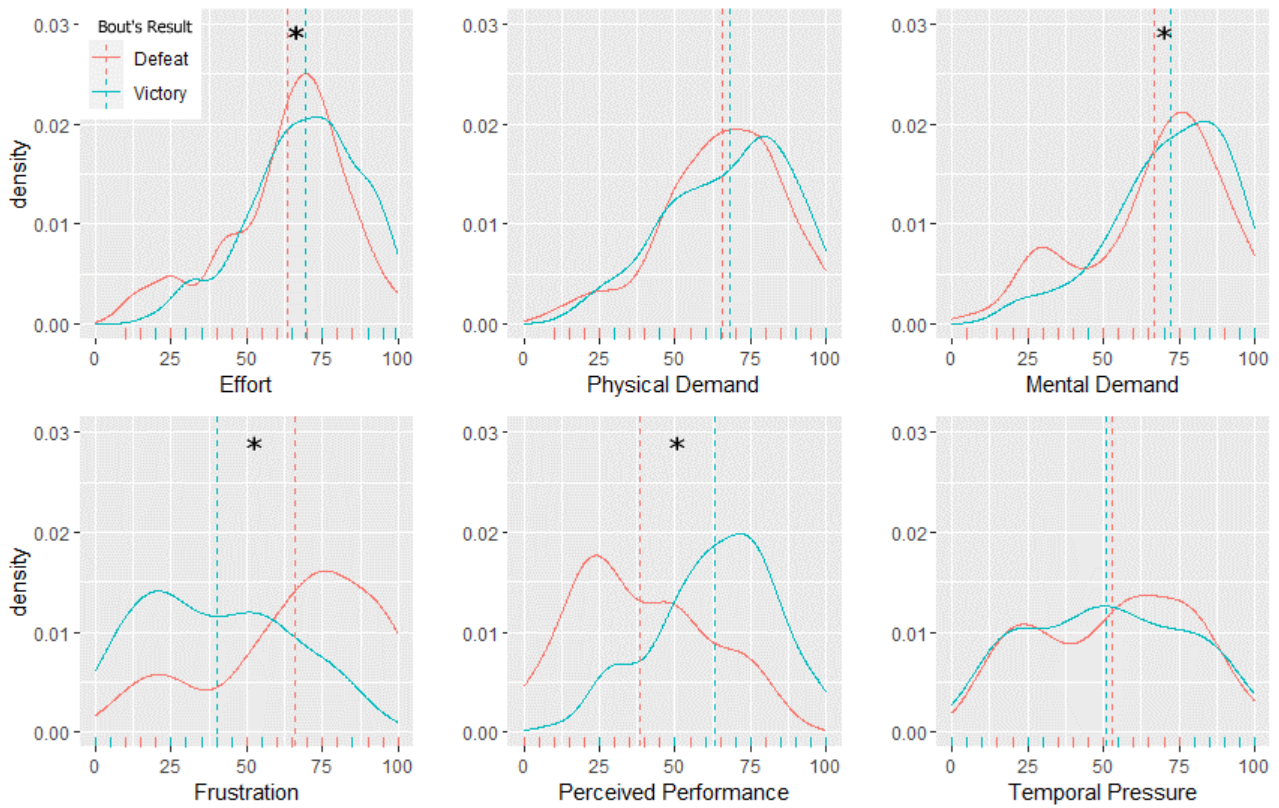 Bout's Result
Defeat
Victory
*
*
density
0.03
0.02
0.01
0.00
0 25 50 75 100
0 25 50 75 100
0 25 50 75 100
0.03
0.02
0.01
0.00
0.03
0.02
0.01
0.00
Effort
Physical Demand
Mental Demand
*
*
density
0.03
0.02
0.01
0.00
0.03
0.02
0.01
0.00
0.03
0.02
0.01
0.00
0 25 50 75 100
0 25 50 75 100
0 25 50 75 100
Frustration
Perceived Performance
Temporal Pressure